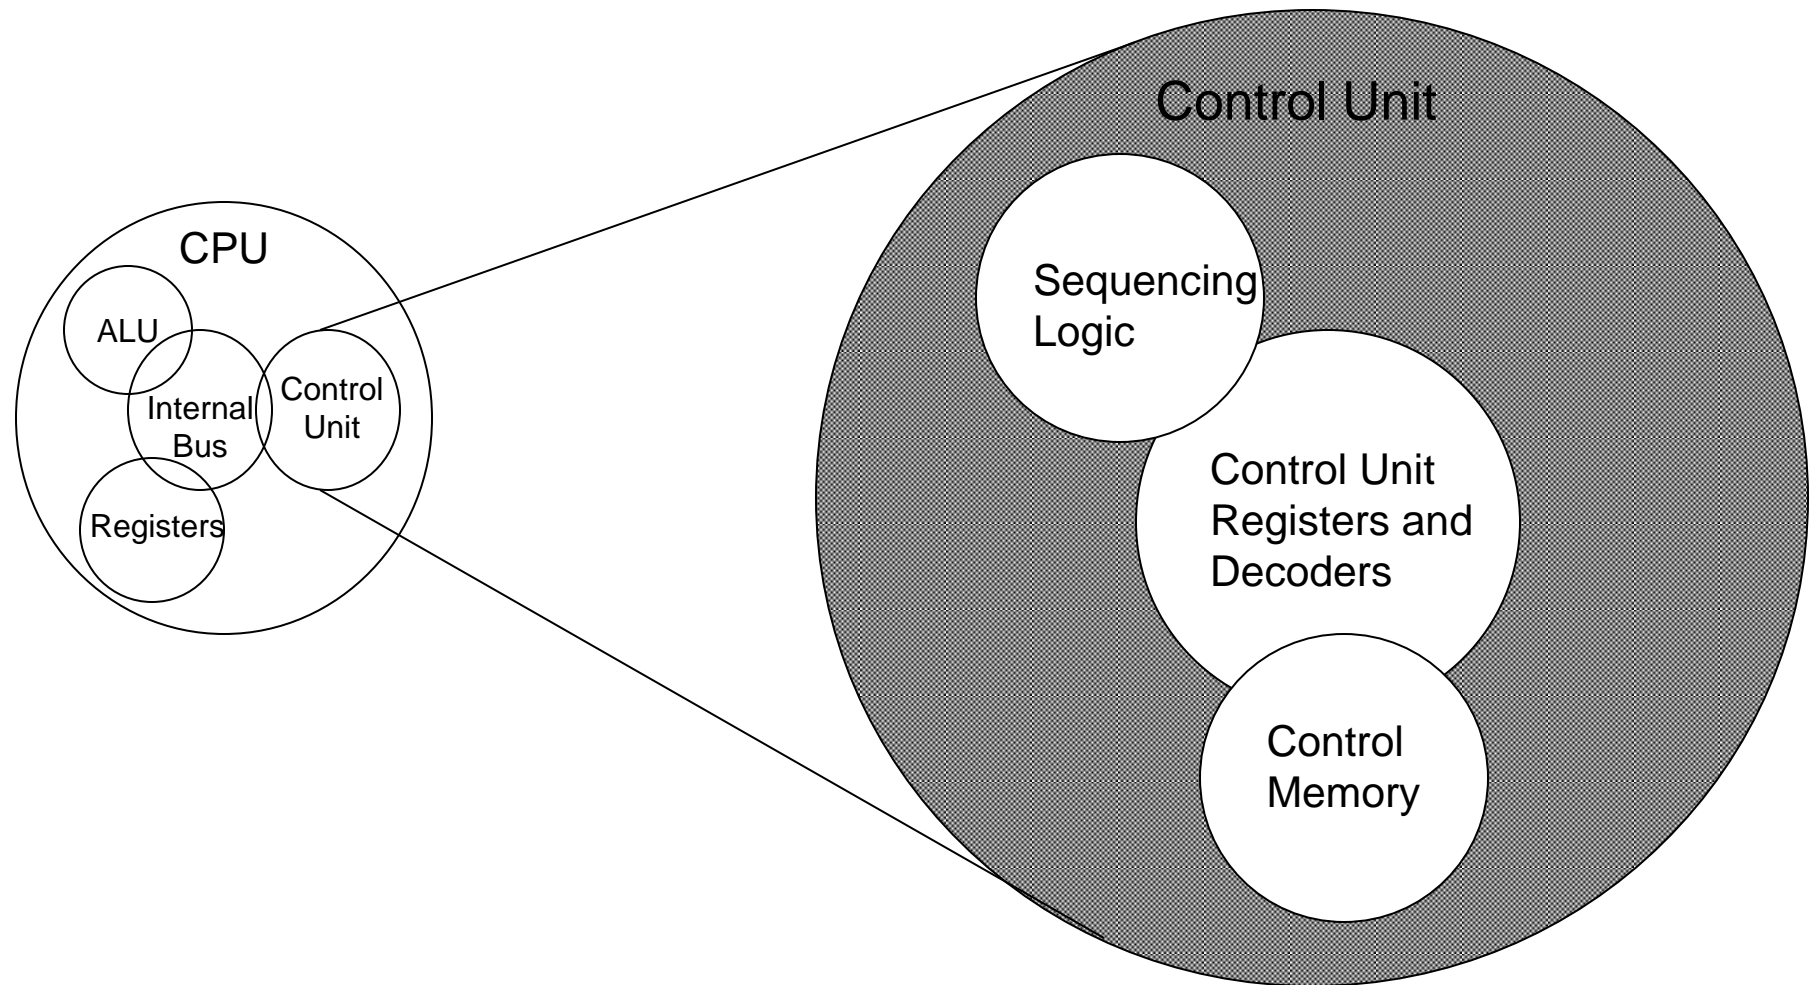 CPU
ALU
Internal
Bus
Control
Unit
Registers
Control Unit
Sequencing
Logic
Control Unit
Registers and
Decoders
Control
Memory